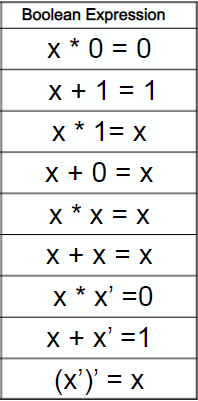 Boolean Expression
x * 0 = 0
x + 1 = 1
x * 1= x
x + 0 = x
x * x = x
x + x = x
x * x’ =0
x + x’ =1
(x’)’ = x